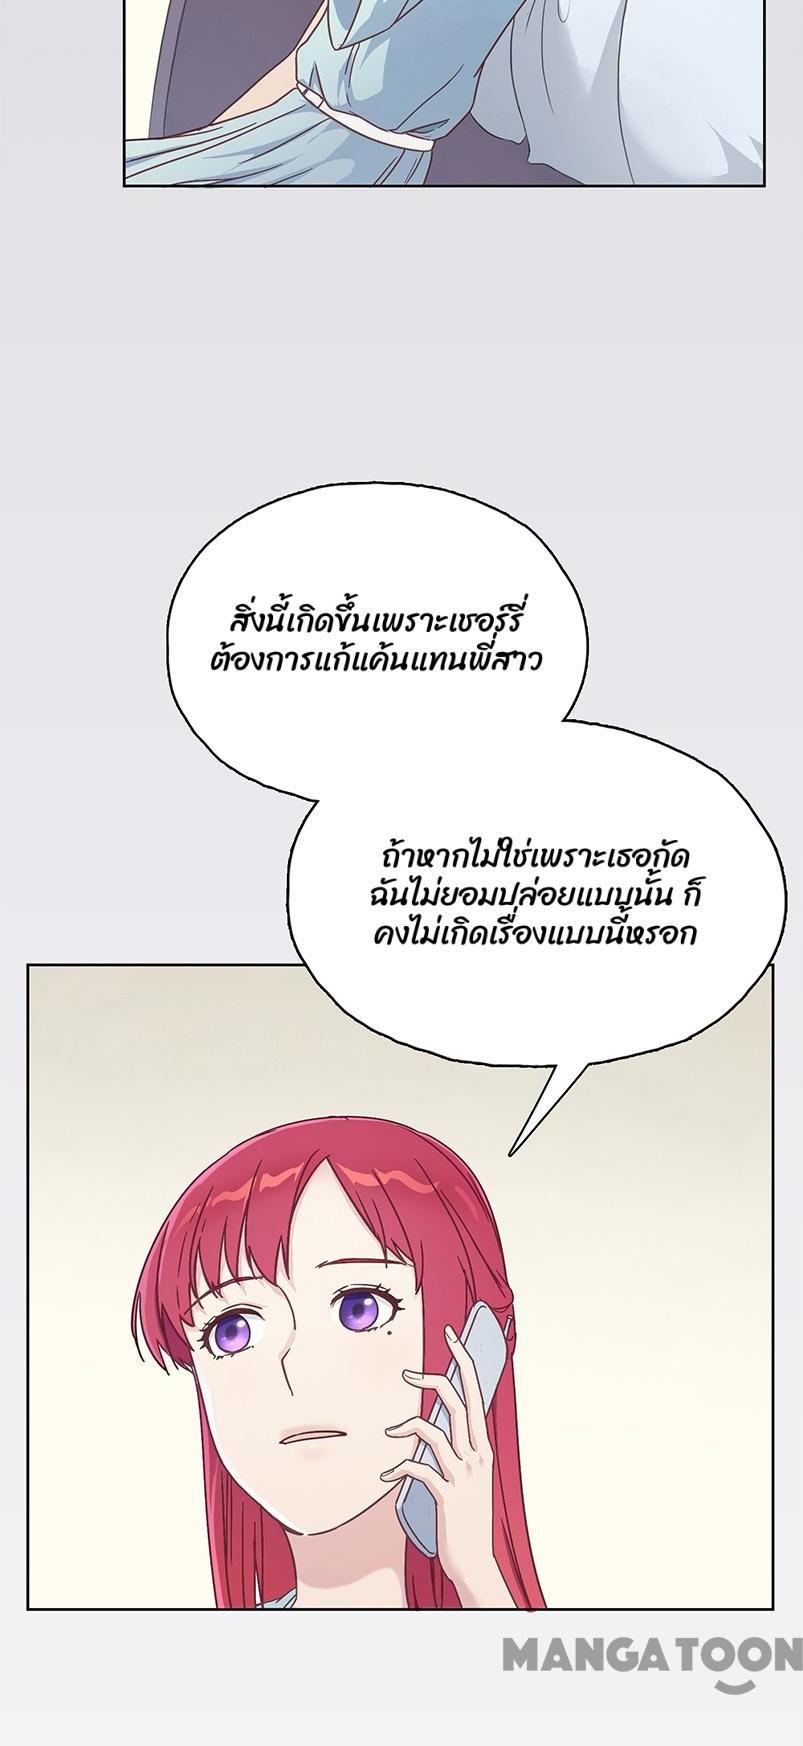 สิ่งนี้เกิดขึ้นเพราะเชอร์รี่
ต้องการแก้แค้นแทนพี่สาว
ถ้าหากไม่ใช่เพราะเธอกัด
ฉันไม่ยอมปล่อยแบบนั้น ก็
คงไม่เกิดเรื่องแบบนี้หรอก
MANGATOON